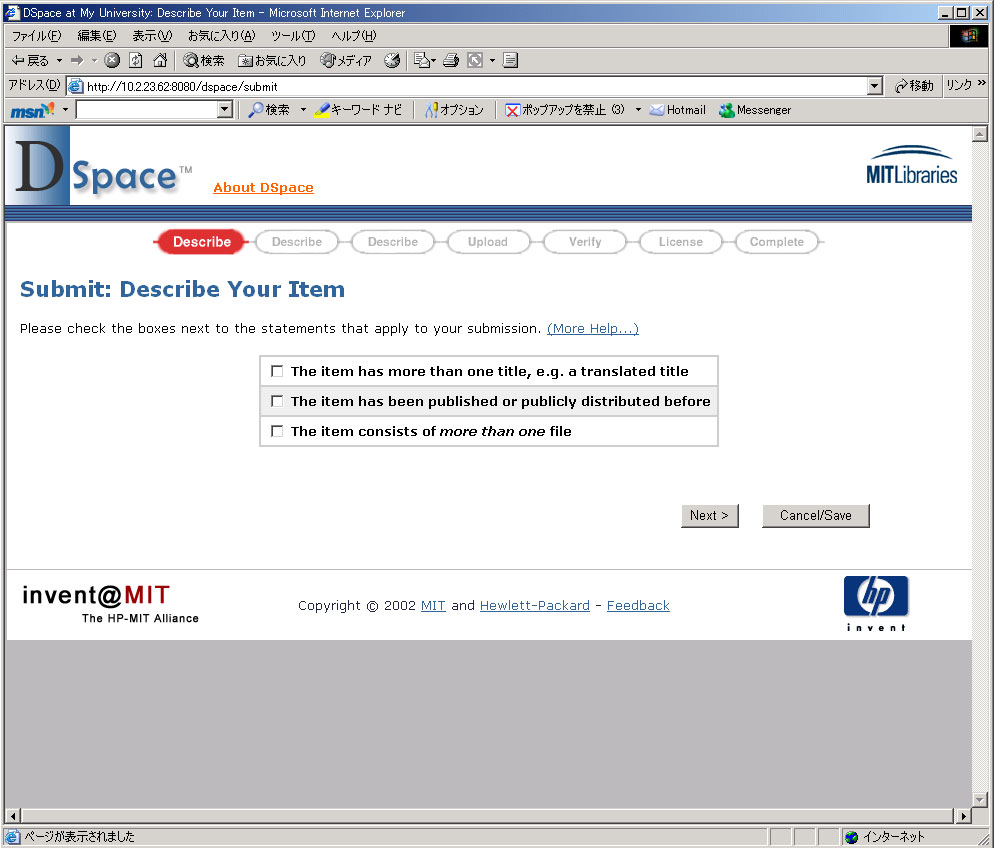 DSpace at My University: Describe Your Item - Microsoft Internet Explorer
ファイル(F) 編集(E) 表示(V) お気に入り(A) ツール(T) ヘルプ(H)
戻る 検索 お気に入り メディア
アドレス(D) http://10.2.23.62:8080/dspace/submit 移動 リンク »
msn 検索 キーワード ナビ オプション ポップアップを禁止 (3) Hotmail Messenger
DSpace™ About DSpace MITLibraries
Describe Describe Describe Upload Verify License Complete
Submit: Describe Your Item
Please check the boxes next to the statements that apply to your submission. (More Help...)
The item has more than one title, e.g. a translated title
The item has been published or publicly distributed before
The item consists of more than one file
Next > Cancel/Save
invent@MIT
The HP-MIT Alliance
Copyright © 2002 MIT and Hewlett-Packard - Feedback
hp
invent
ページが表示されました インターネット